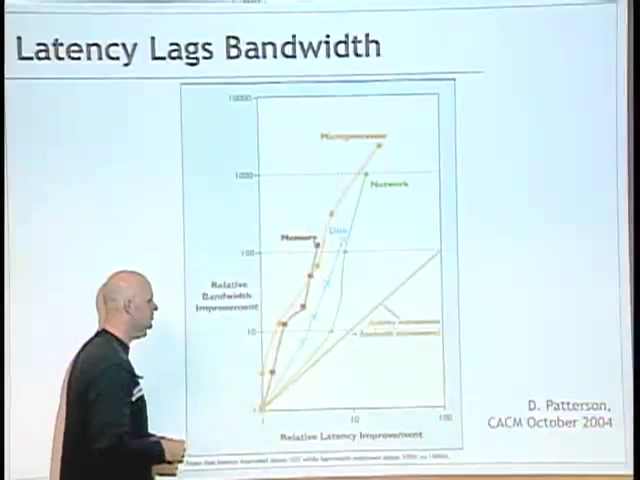 Latency Lags Bandwidth
10000
Microprocessor
1000
Network
Disk
Memory
100
Relative
Bandwidth
Improvement
10
1
1
10
100
Relative Latency Improvement
D. Patterson,
CACM October 2004